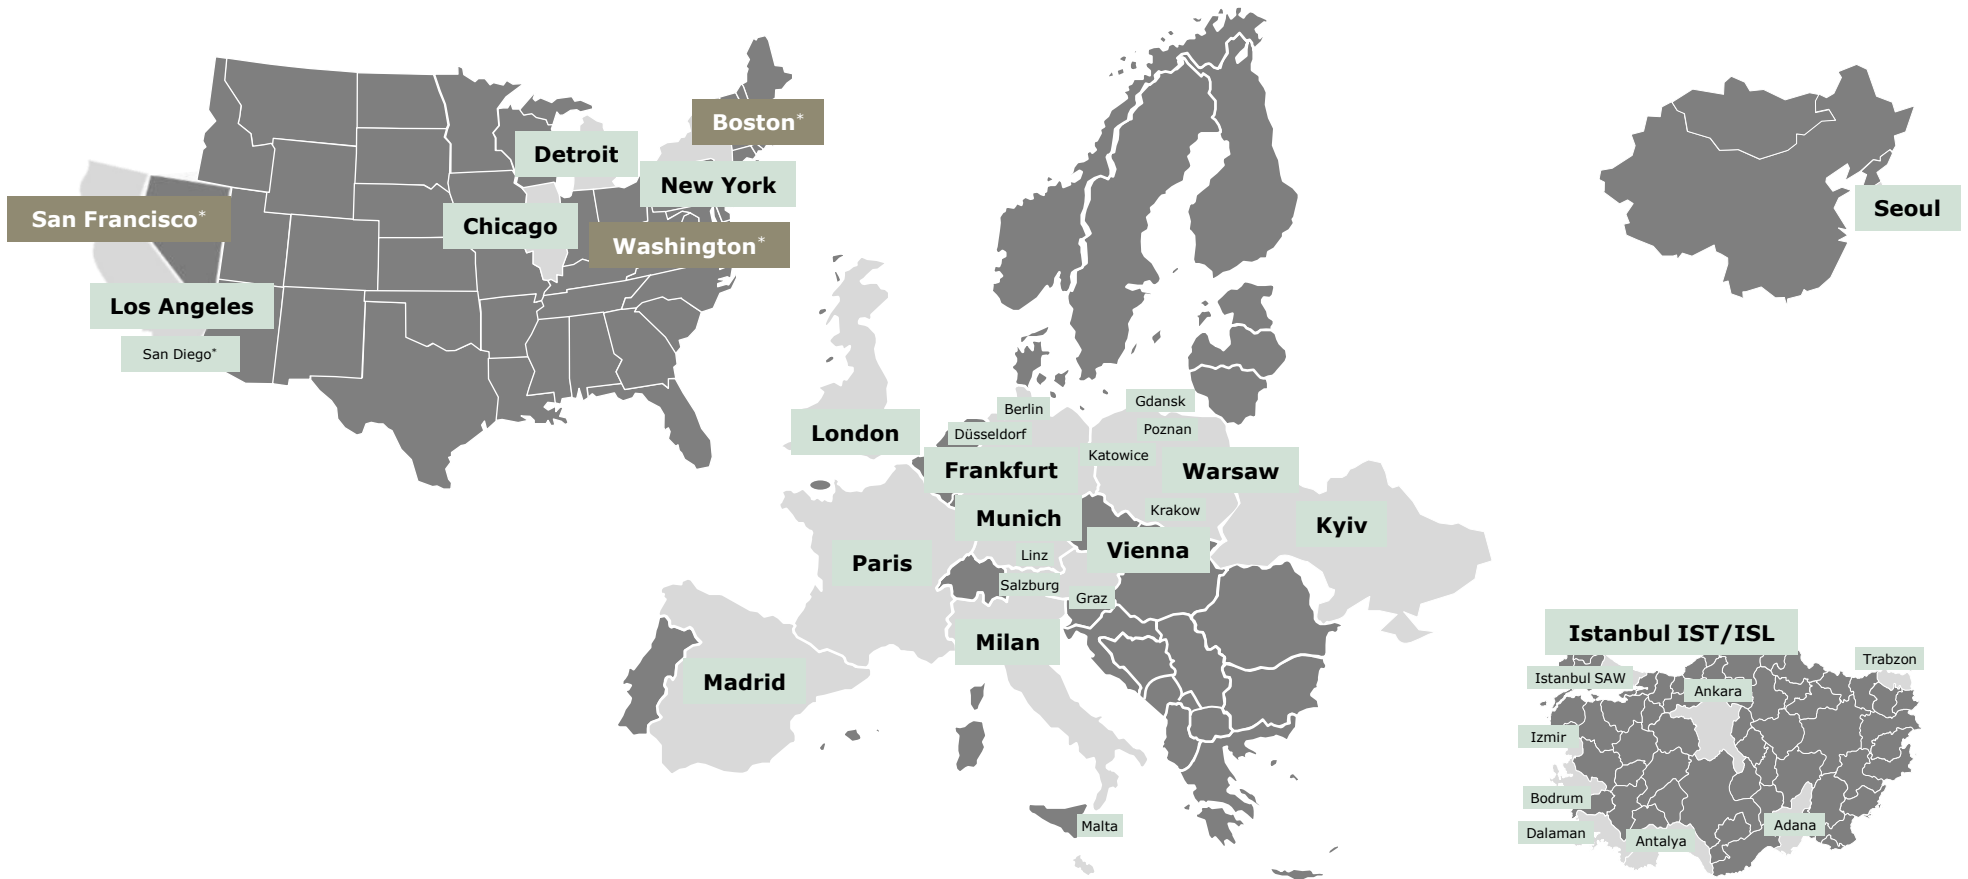 Boston*
Detroit
New York
San Francisco*
Chicago
Washington*
Los Angeles
San Diego*
Seoul
Berlin
Gdansk
London
Düsseldorf
Poznan
Katowice
Frankfurt
Warsaw
Munich
Krakow
Kyiv
Paris
Linz
Vienna
Salzburg
Graz
Milan
Madrid
Malta
Istanbul IST/ISL
Trabzon
Istanbul SAW
Ankara
Izmir
Bodrum
Dalaman
Antalya
Adana